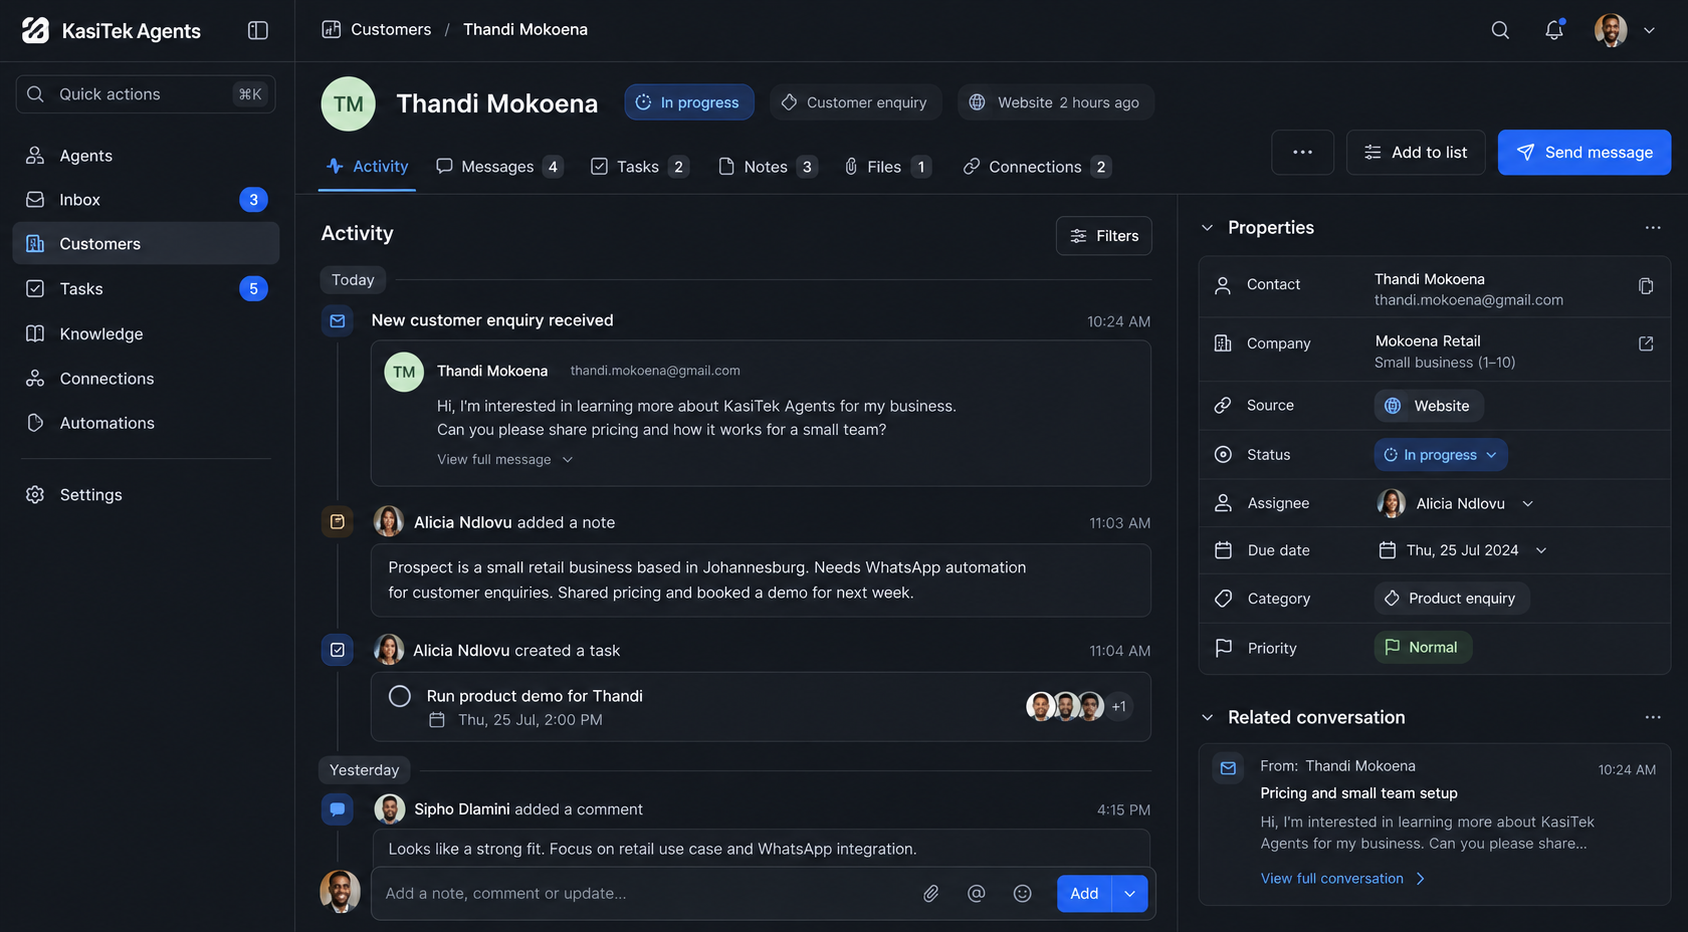 KasiTek Agents
Quick actions ⌘K
Agents
Inbox 3
Customers
Tasks 5
Knowledge
Connections
Automations
Settings
Customers / Thandi Mokoena
TM Thandi Mokoena In progress Customer enquiry Website 2 hours ago
Activity Messages 4 Tasks 2 Notes 3 Files 1 Connections 2
... Add to list Send message
Activity
Filters
Today
New customer enquiry received 10:24 AM
TM Thandi Mokoena thandi.mokoena@gmail.com
Hi, I'm interested in learning more about KasiTek Agents for my business.
Can you please share pricing and how it works for a small team?
View full message
Alicia Ndlovu added a note 11:03 AM
Prospect is a small retail business based in Johannesburg. Needs WhatsApp automation
for customer enquiries. Shared pricing and booked a demo for next week.
Alicia Ndlovu created a task 11:04 AM
Run product demo for Thandi
Thu, 25 Jul, 2:00 PM
+1
Yesterday
Sipho Dlamini added a comment 4:15 PM
Looks like a strong fit. Focus on retail use case and WhatsApp integration.
Add a note, comment or update...
Add
Properties
Contact Thandi Mokoena
thandi.mokoena@gmail.com
Company Mokoena Retail
Small business (1–10)
Source Website
Status In progress
Assignee Alicia Ndlovu
Due date Thu, 25 Jul 2024
Category Product enquiry
Priority Normal
Related conversation
From: Thandi Mokoena 10:24 AM
Pricing and small team setup
Hi, I'm interested in learning more about KasiTek
Agents for my business. Can you please share...
View full conversation